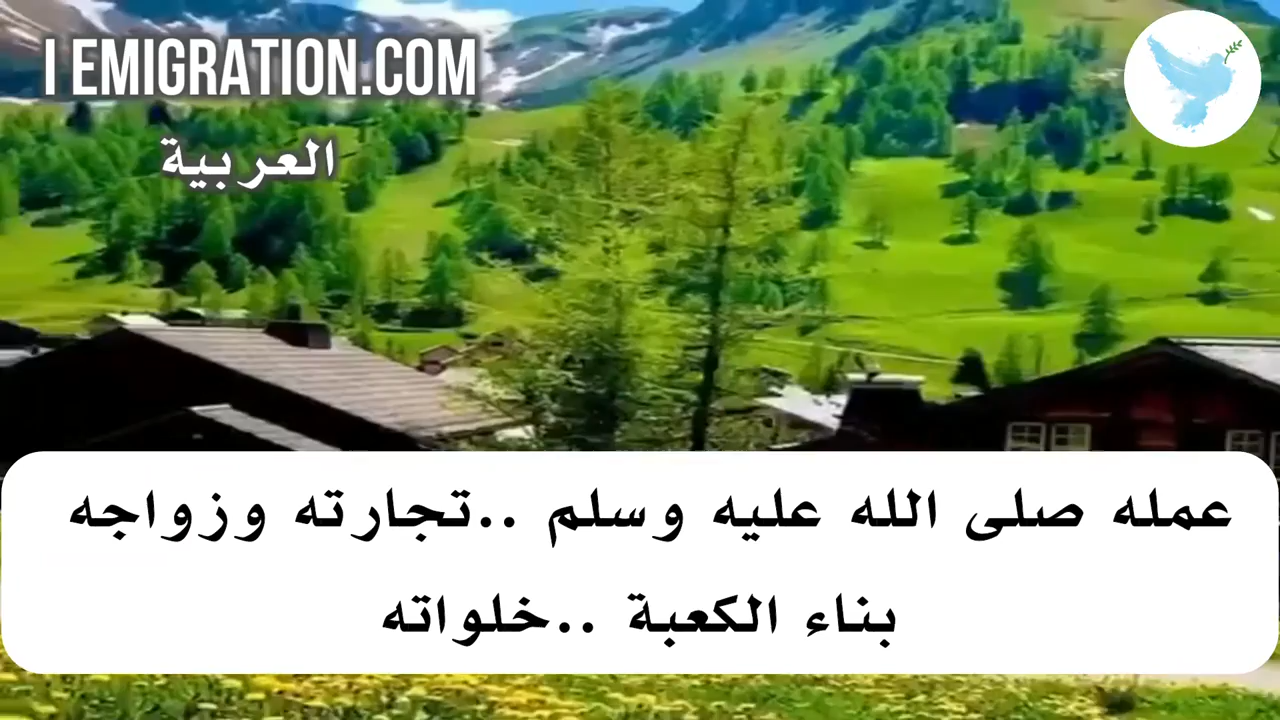 I EMIGRATION.COM
العربية
عمله صلى الله عليه وسلم ..تجارته وزواجه
بناء الكعبة ..خلواته